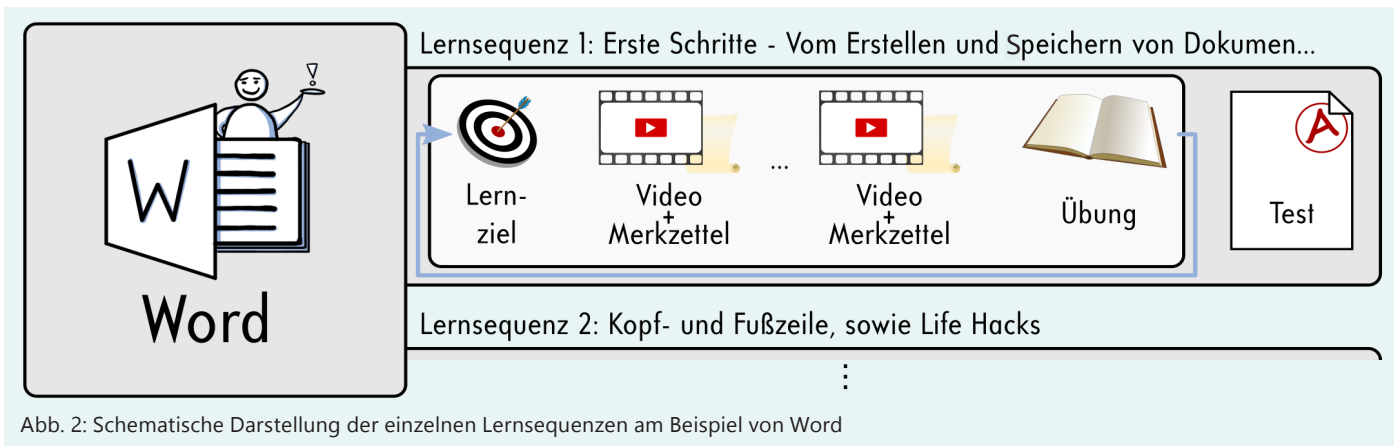 Lernsequenz 1: Erste Schritte - Vom Erstellen und Speichern von Dokumen...
W
Word
A
Lern-
ziel
Video
+
Merkzettel
...
Video
+
Merkzettel
Übung
Test
Lernsequenz 2: Kopf- und Fußzeile, sowie Life Hacks
Abb. 2: Schematische Darstellung der einzelnen Lernsequenzen am Beispiel von Word